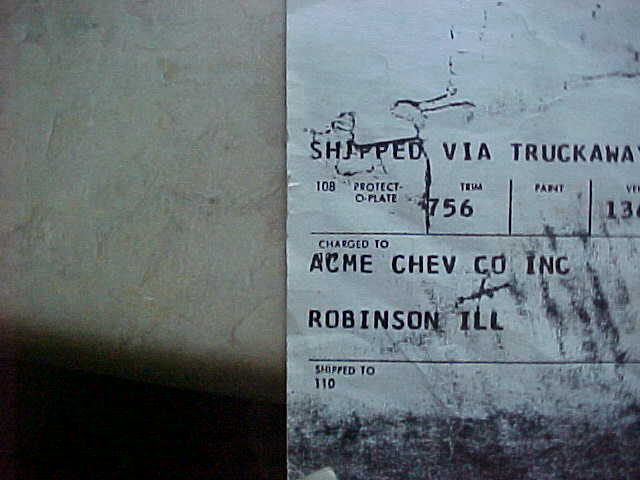 SHIPPED VIA TRUCKAWAY
108 PROTECT-O-PLATE TRIM PAINT
756 134
CHARGED TO
ACME CHEV CO INC
ROBINSON ILL
SHIPPED TO
110